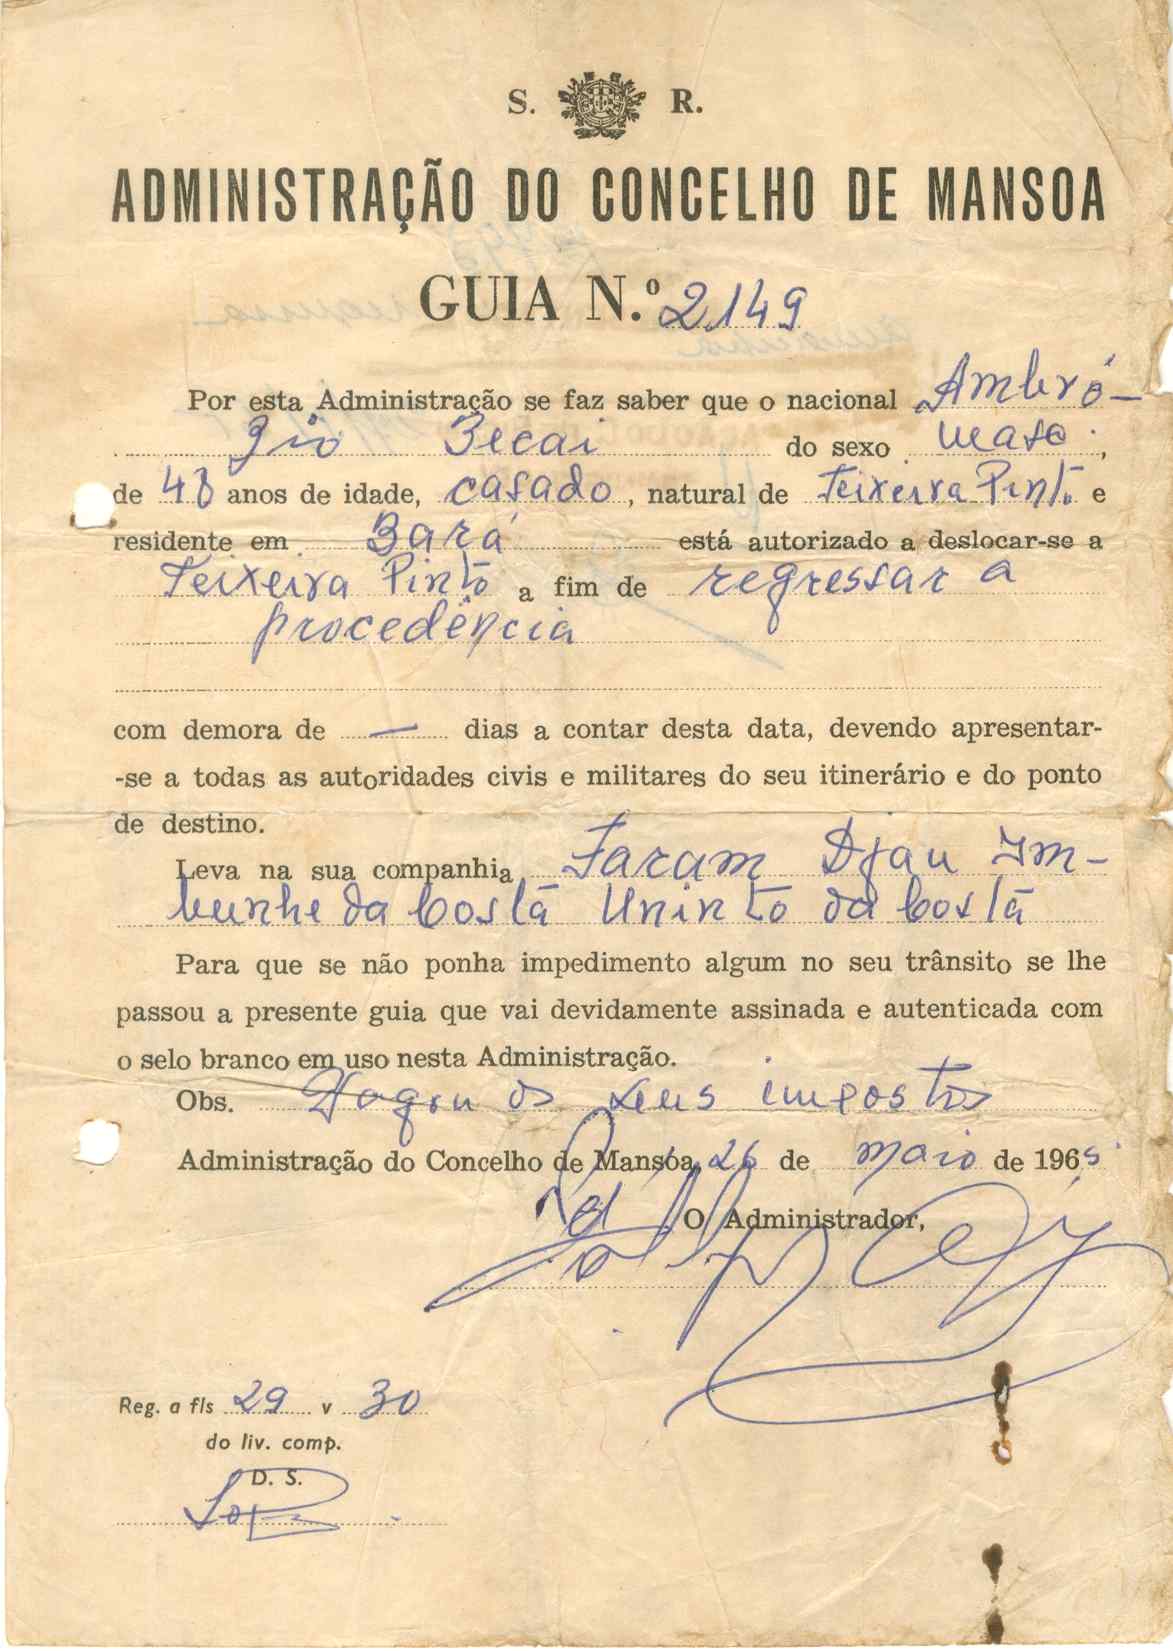 S. R.
ADMINISTRAÇÃO DO CONCELHO DE MANSOA
GUIA N.º 2149
Por esta Administração se faz saber que o nacional Ambró-
zio Becai do sexo masc.,
de 48 anos de idade, casado, natural de Teixeira Pinto e
residente em Bará está autorizado a deslocar-se a
Teixeira Pinto a fim de regressar a
procedência
com demora de — dias a contar desta data, devendo apresentar-
-se a todas as autoridades civis e militares do seu itinerário e do ponto
de destino.
Leva na sua companhia Faram Djau Im-
bunhe da Costa Uninto da Costa
Para que se não ponha impedimento algum no seu trânsito se lhe
passou a presente guia que vai devidamente assinada e autenticada com
o selo branco em uso nesta Administração.
Obs. Pagou os seus impostos
Administração do Concelho de Mansoa, 26 de maio de 1965
O Administrador,
Reg. a fls 29 v 30
do liv. comp.
D. S.